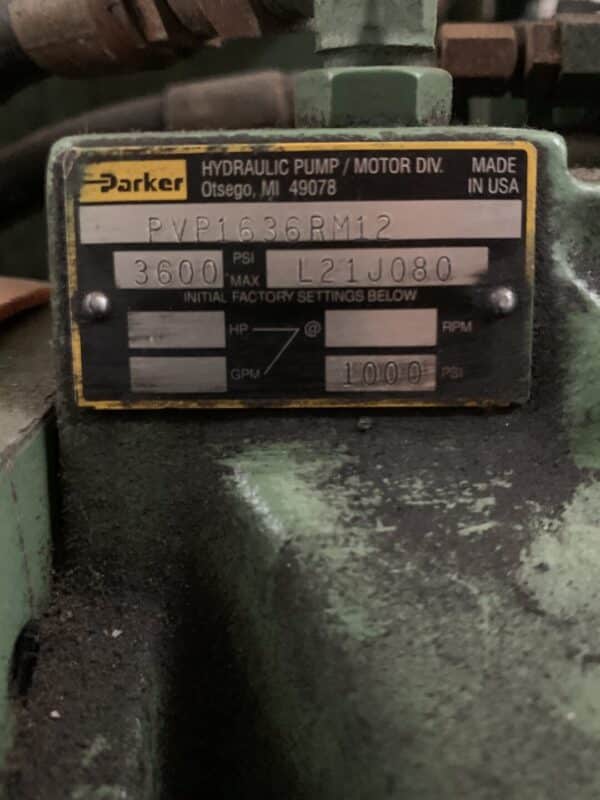 Parker
HYDRAULIC PUMP / MOTOR DIV.
Otsego, MI 49078
MADE
IN USA
PVP1636RM12
3600 PSI MAX L21J080
INITIAL FACTORY SETTINGS BELOW
HP @ RPM
GPM 1000 PSI